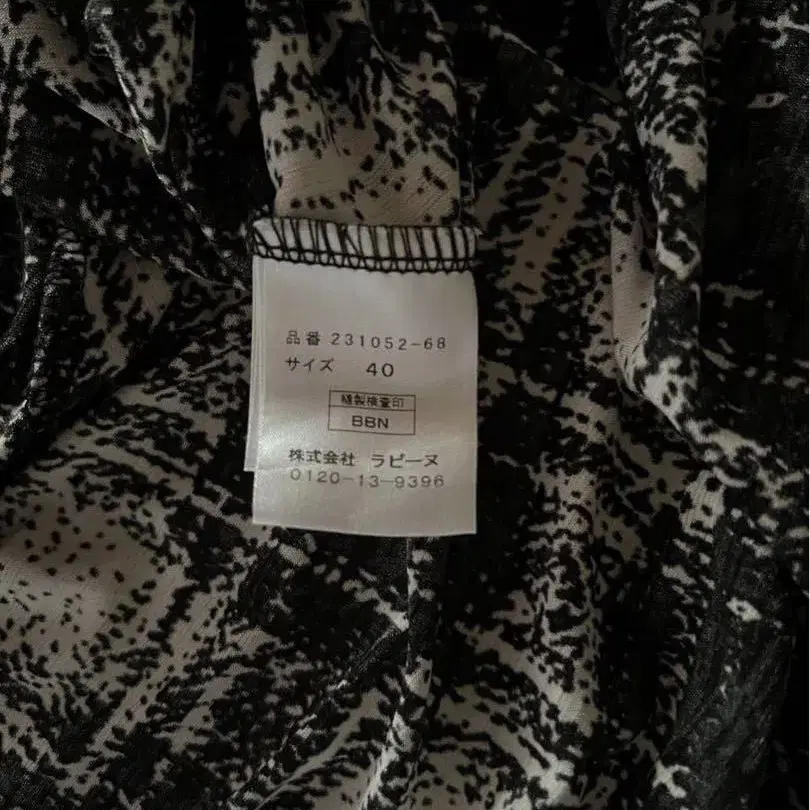 品番 231052-68
サイズ 40
縫製検査印
BBN
株式会社 ラピーヌ
0120-13-9396